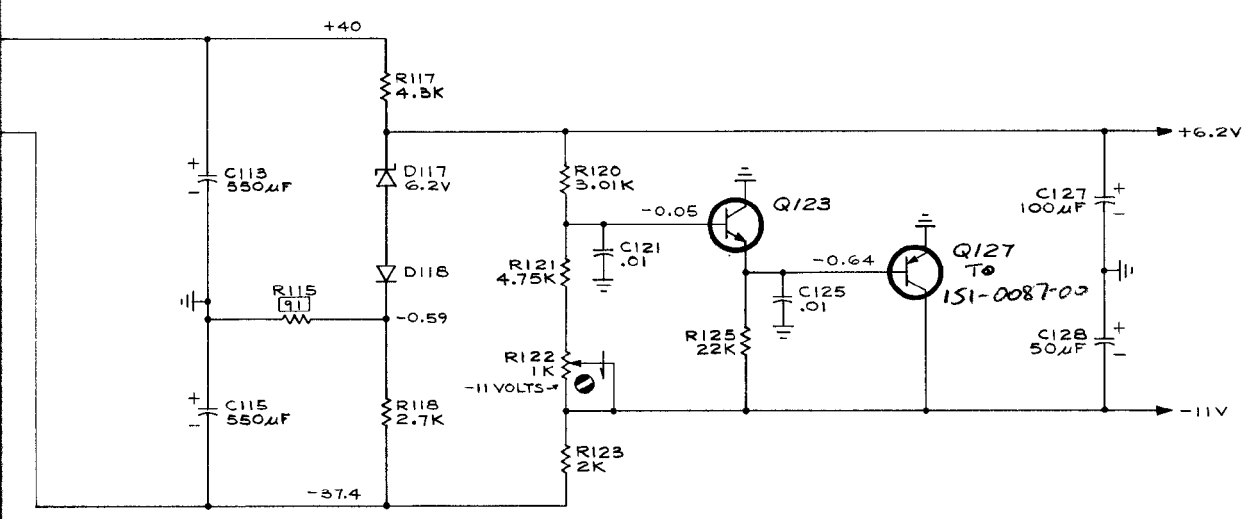 +40
R117
4.3K
+6.2V
+
C113
550µF
-
D117
6.2V
R120
3.01K
-0.05
Q123
C127
100µF
+
-
C121
.01
R121
4.75K
D118
-0.64
Q127
TO
151-0087-00
R115
91
-0.59
C125
.01
R125
22K
C128
50µF
+
-
R122
1K
-11 VOLTS
+
C115
550µF
-
R118
2.7K
-11V
R123
2K
-37.4